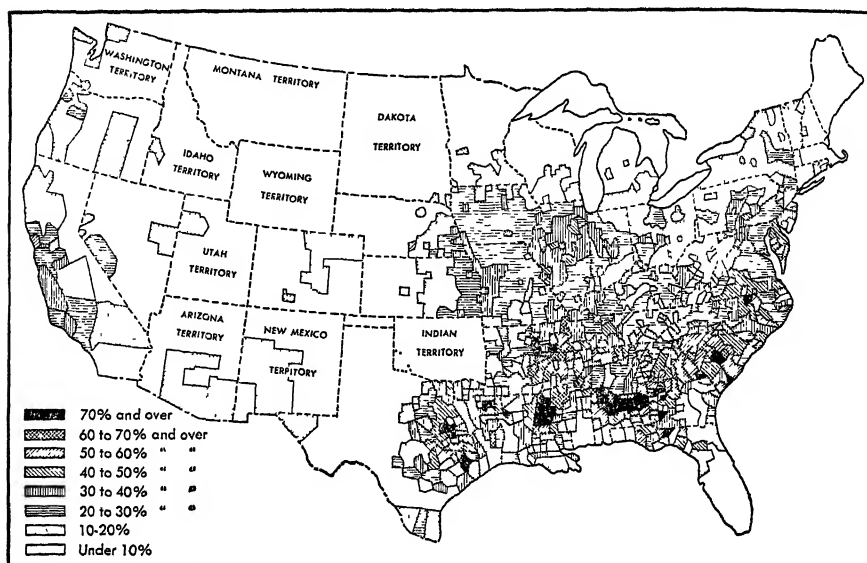 WASHINGTON
TERRITORY
MONTANA TERRITORY
DAKOTA
TERRITORY
IDAHO
TERRITORY
WYOMING
TERRITORY
UTAH
TERRITORY
ARIZONA
TERRITORY
NEW MEXICO
TERRITORY
INDIAN
TERRITORY
70% and over
60 to 70% and over
50 to 60% " "
40 to 50% " "
30 to 40% " "
20 to 30% " "
10-20%
Under 10%